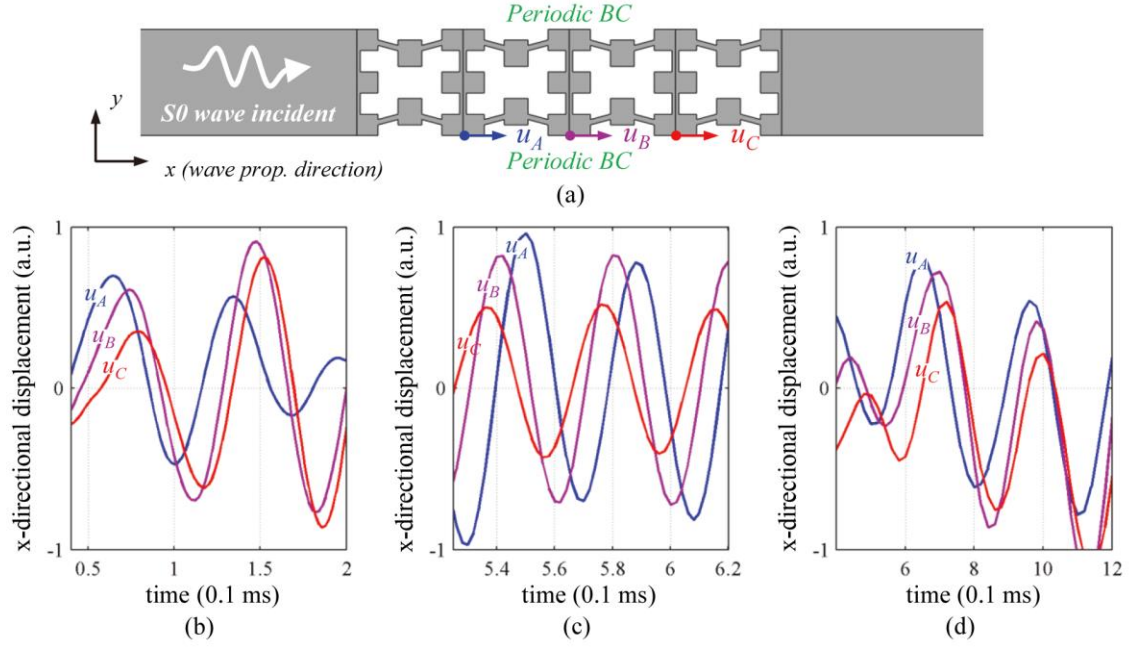 Periodic BC
S0 wave incident
y
x (wave prop. direction)
u_A
u_B
u_C
Periodic BC
(a)
x-directional displacement (a.u.)
1
0
-1
u_A
u_B
u_C
0.5
1
1.5
2
time (0.1 ms)
(b)
x-directional displacement (a.u.)
1
0
-1
u_A
u_B
u_C
5.4
5.6
5.8
6
6.2
time (0.1 ms)
(c)
x-directional displacement (a.u.)
1
0
-1
u_A
u_B
u_C
6
8
10
12
time (0.1 ms)
(d)